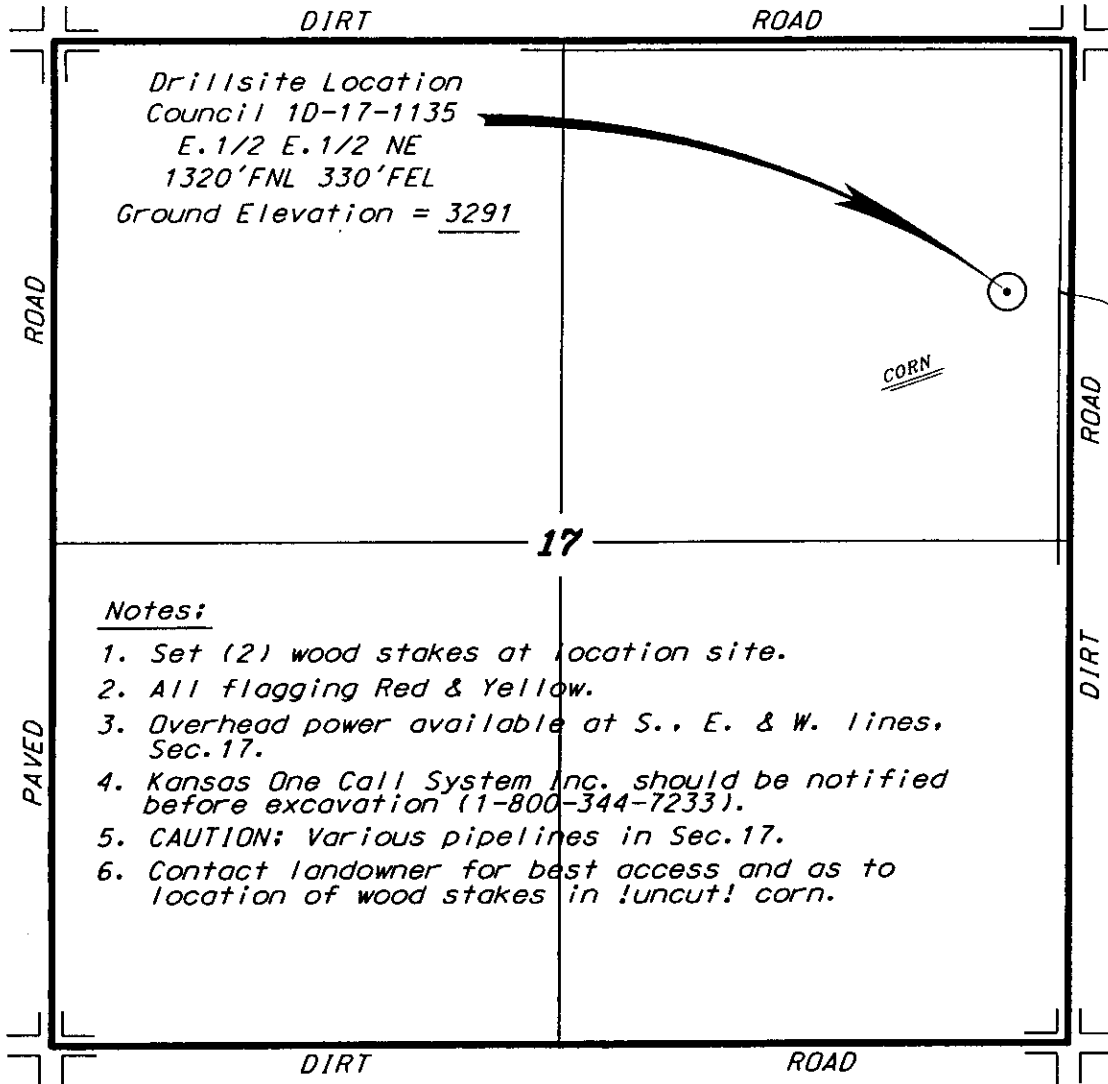 DIRT ROAD
Drillsite Location
Council 1D-17-1135
E.1/2 E.1/2 NE
1320'FNL 330'FEL
Ground Elevation = 3291
ROAD
CORN
ROAD
17
Notes:
1. Set (2) wood stakes at location site.
2. All flagging Red & Yellow.
3. Overhead power available at S., E. & W. lines,
Sec.17.
4. Kansas One Call System Inc. should be notified
before excavation (1-800-344-7233).
5. CAUTION: Various pipelines in Sec.17.
6. Contact landowner for best access and as to
location of wood stakes in !uncut! corn.
PAVED
DIRT
DIRT ROAD